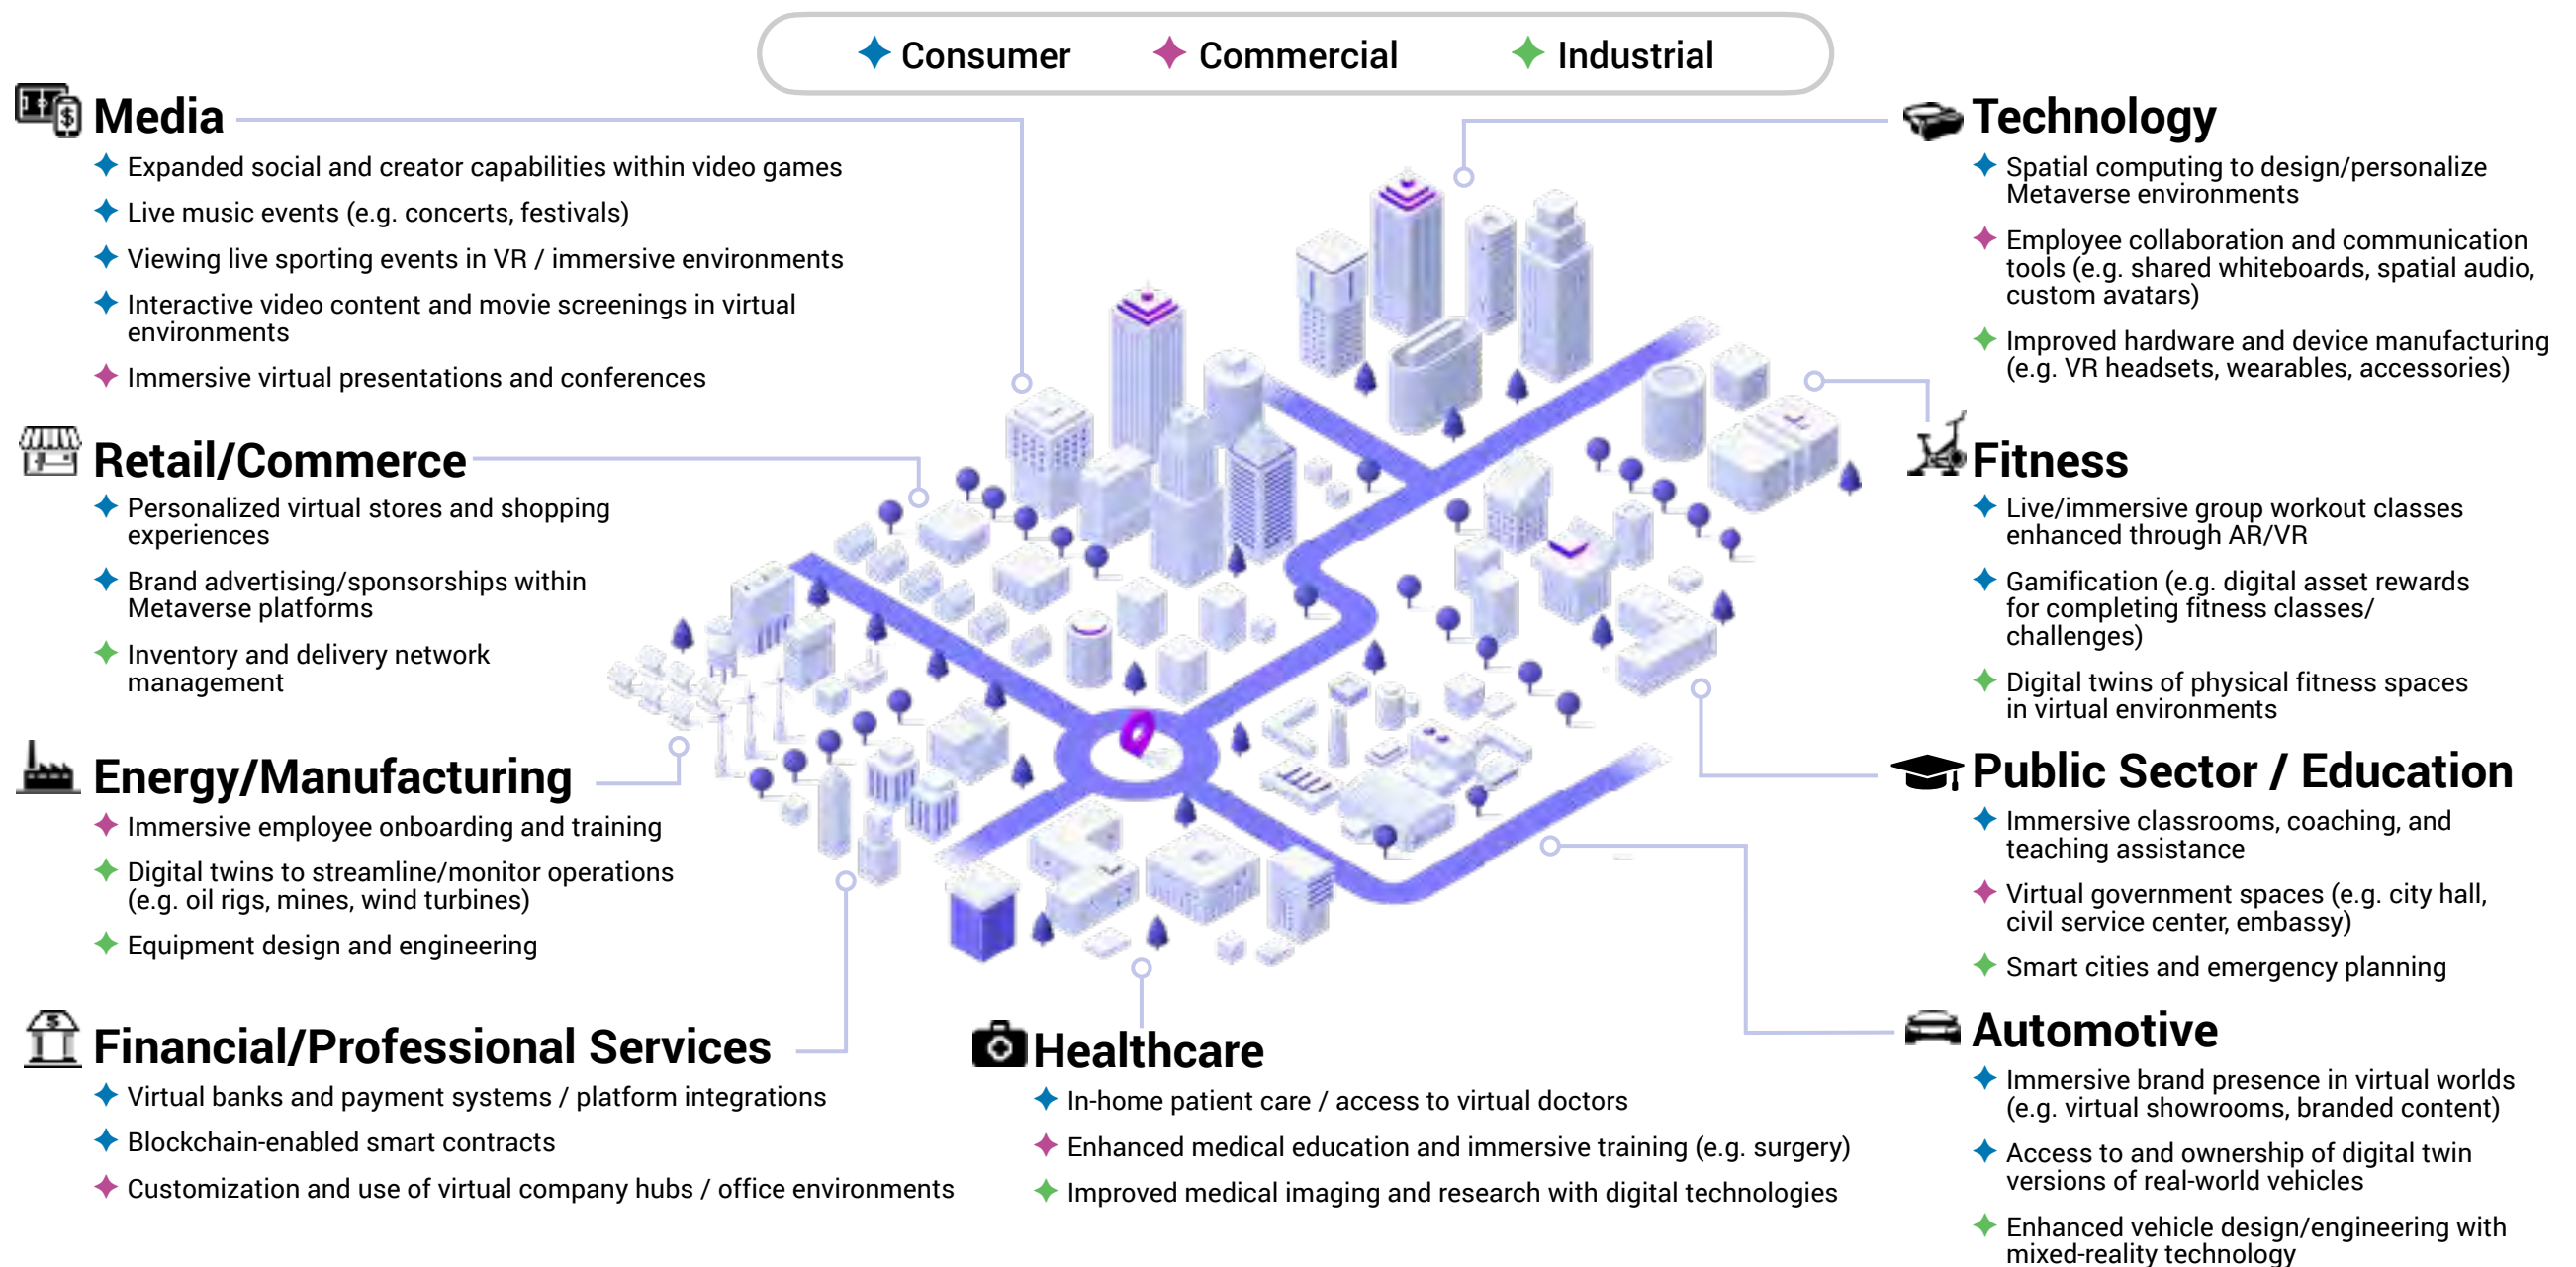 Consumer
Commercial
Industrial
Media
Expanded social and creator capabilities within video games
Live music events (e.g. concerts, festivals)
Viewing live sporting events in VR / immersive environments
Interactive video content and movie screenings in virtual
environments
Immersive virtual presentations and conferences
Retail/Commerce
Personalized virtual stores and shopping
experiences
Brand advertising/sponsorships within
Metaverse platforms
Inventory and delivery network
management
Energy/Manufacturing
Immersive employee onboarding and training
Digital twins to streamline/monitor operations
(e.g. oil rigs, mines, wind turbines)
Equipment design and engineering
Financial/Professional Services
Virtual banks and payment systems / platform integrations
Blockchain-enabled smart contracts
Customization and use of virtual company hubs / office environments
Healthcare
In-home patient care / access to virtual doctors
Enhanced medical education and immersive training (e.g. surgery)
Improved medical imaging and research with digital technologies
Technology
Spatial computing to design/personalize
Metaverse environments
Employee collaboration and communication
tools (e.g. shared whiteboards, spatial audio,
custom avatars)
Improved hardware and device manufacturing
(e.g. VR headsets, wearables, accessories)
Fitness
Live/immersive group workout classes
enhanced through AR/VR
Gamification (e.g. digital asset rewards
for completing fitness classes/
challenges)
Digital twins of physical fitness spaces
in virtual environments
Public Sector / Education
Immersive classrooms, coaching, and
teaching assistance
Virtual government spaces (e.g. city hall,
civil service center, embassy)
Smart cities and emergency planning
Automotive
Immersive brand presence in virtual worlds
(e.g. virtual showrooms, branded content)
Access to and ownership of digital twin
versions of real-world vehicles
Enhanced vehicle design/engineering with
mixed-reality technology